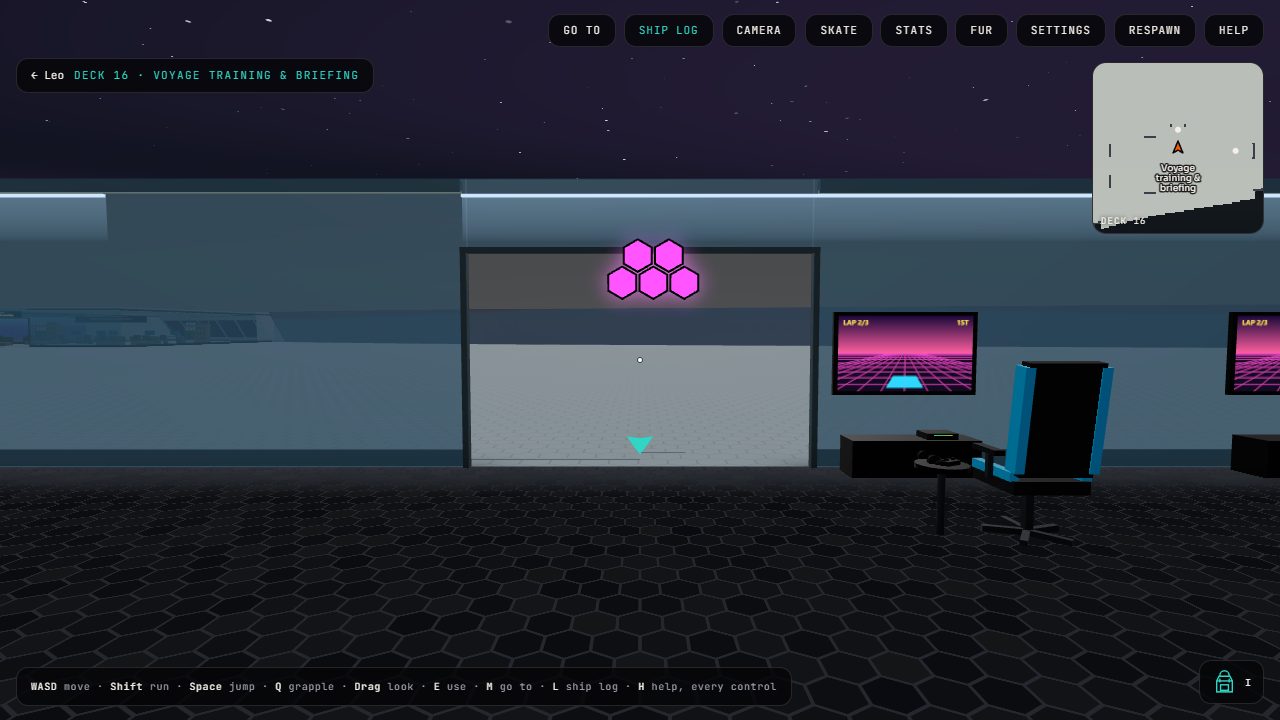 GO TO
SHIP LOG
CAMERA
SKATE
STATS
FUR
SETTINGS
RESPAWN
HELP
← Leo DECK 16 · VOYAGE TRAINING & BRIEFING
Voyage
training &
briefing
DECK 16
LAP 2/3 1ST
LAP 2/3
WASD move · Shift run · Space jump · Q grapple · Drag look · E use · M go to · L ship log · H help, every control
I